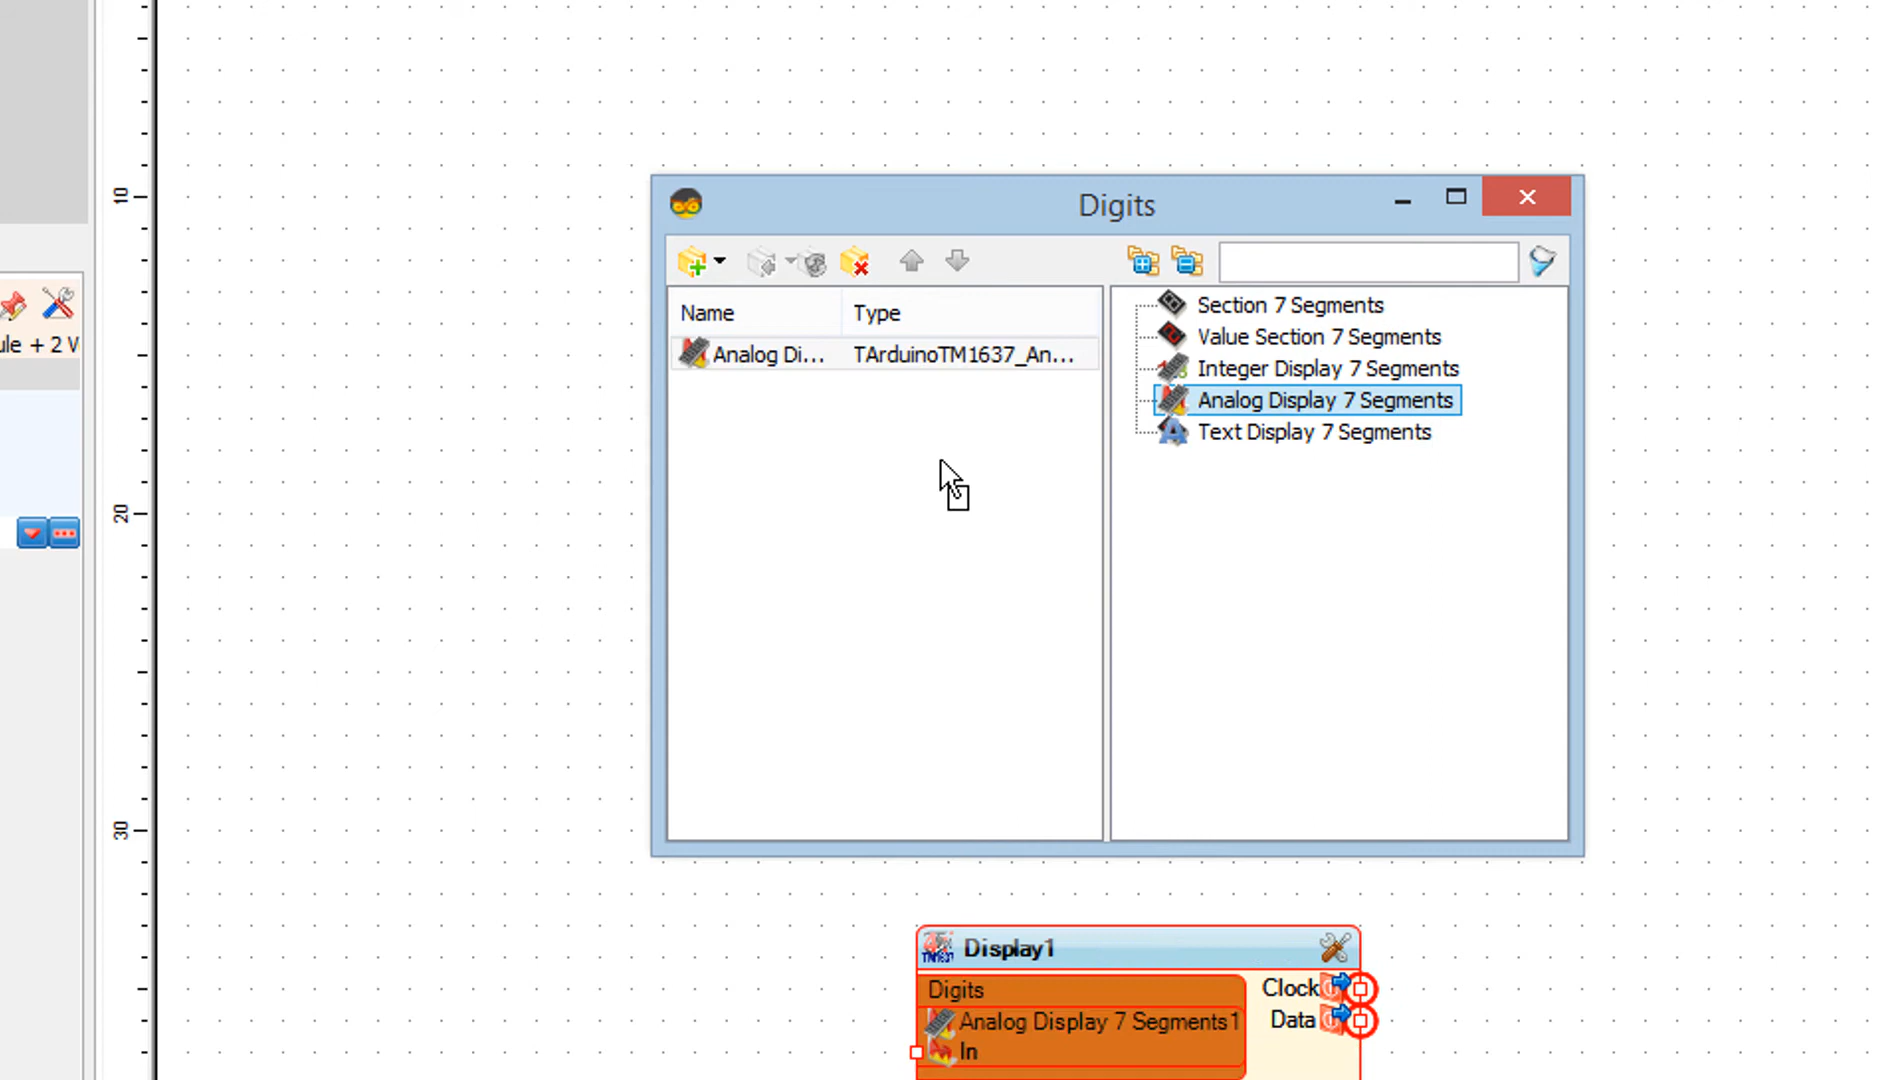 10
Digits
ule + 2 V
Name Type
Analog Di... TArduinoTM1637_An...
Section 7 Segments
Value Section 7 Segments
Integer Display 7 Segments
Analog Display 7 Segments
Text Display 7 Segments
20
30
Display1
Digits
Clock
Analog Display 7 Segments1
Data
In